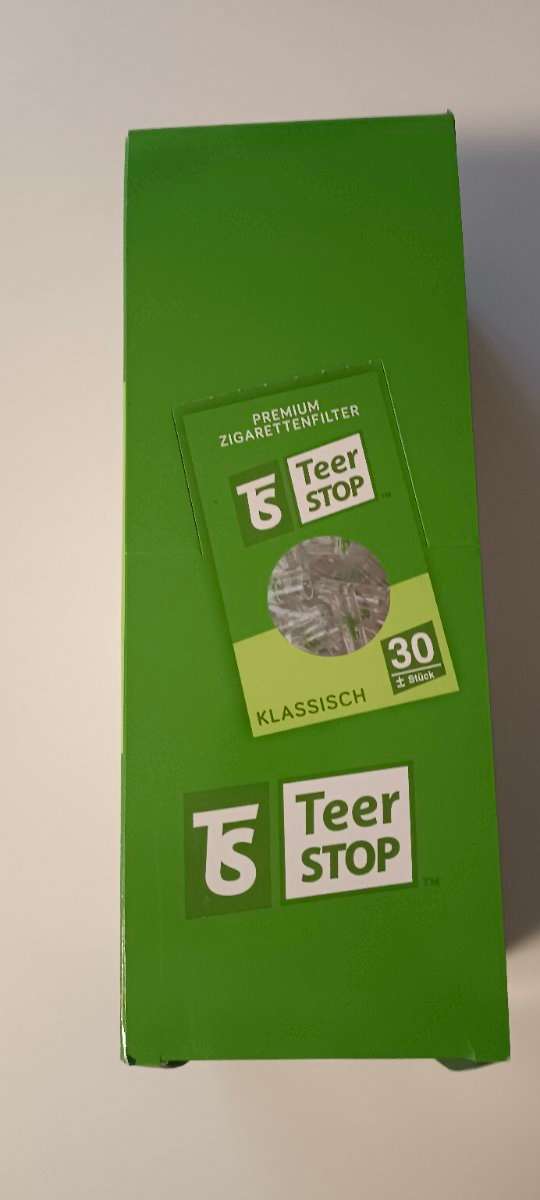 PREMIUM
ZIGARETTENFILTER
TS Teer
STOP ™
30
± Stück
KLASSISCH
TS Teer
STOP ™